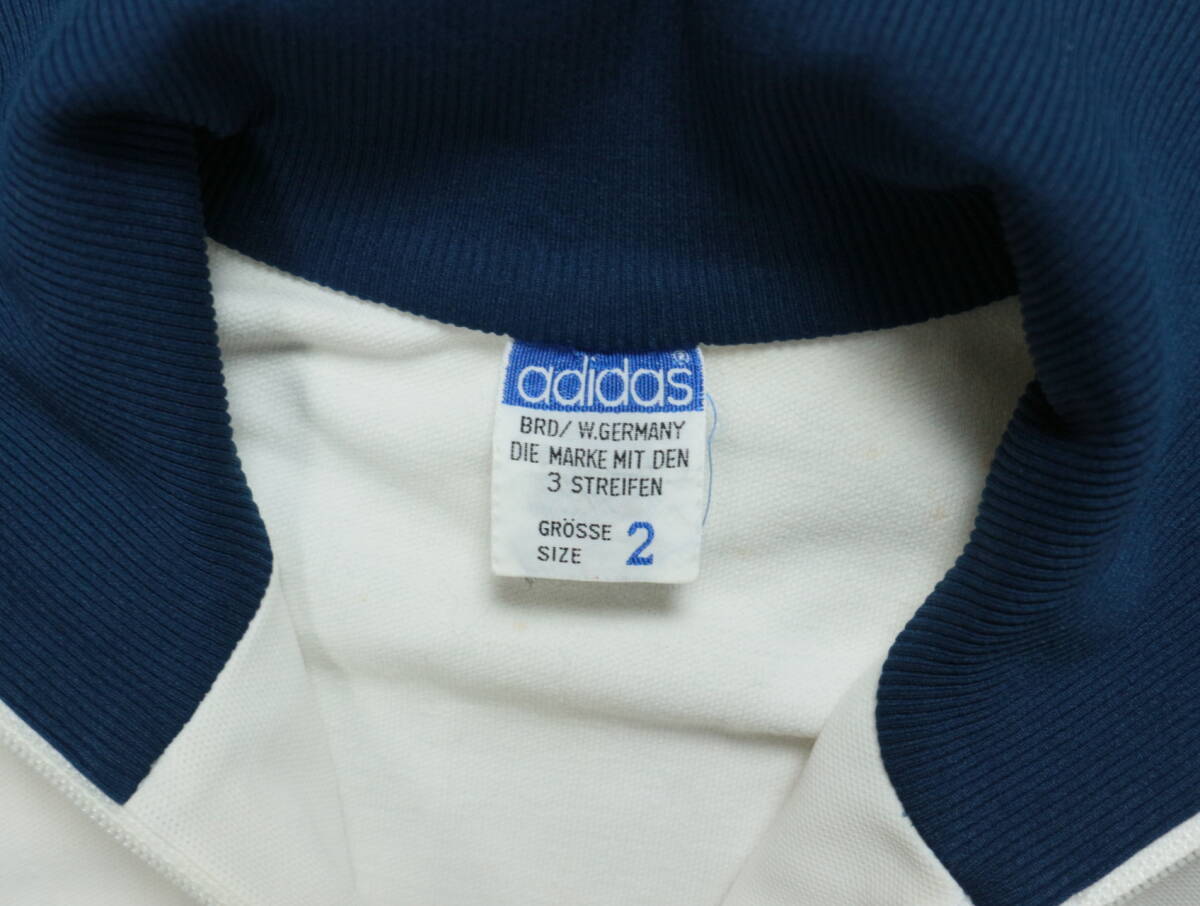 adidas®
BRD/ W.GERMANY
DIE MARKE MIT DEN
3 STREIFEN
GRÖSSE 2
SIZE